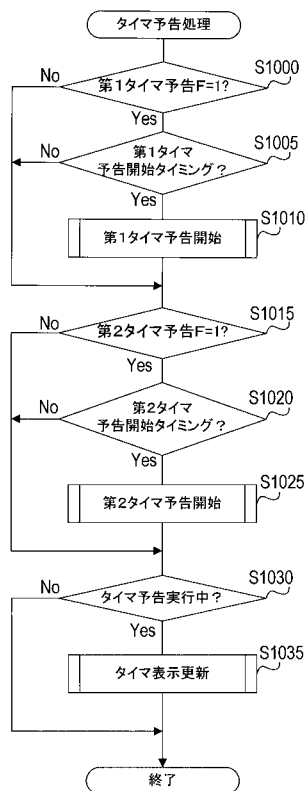 タイマ予告処理
S1000
No
第1タイマ予告F=1?
Yes
S1005
No
第1タイマ
予告開始タイミング?
Yes
S1010
第1タイマ予告開始
S1015
No
第2タイマ予告F=1?
Yes
S1020
No
第2タイマ
予告開始タイミング?
Yes
S1025
第2タイマ予告開始
S1030
No
タイマ予告実行中?
Yes
S1035
タイマ表示更新
終了